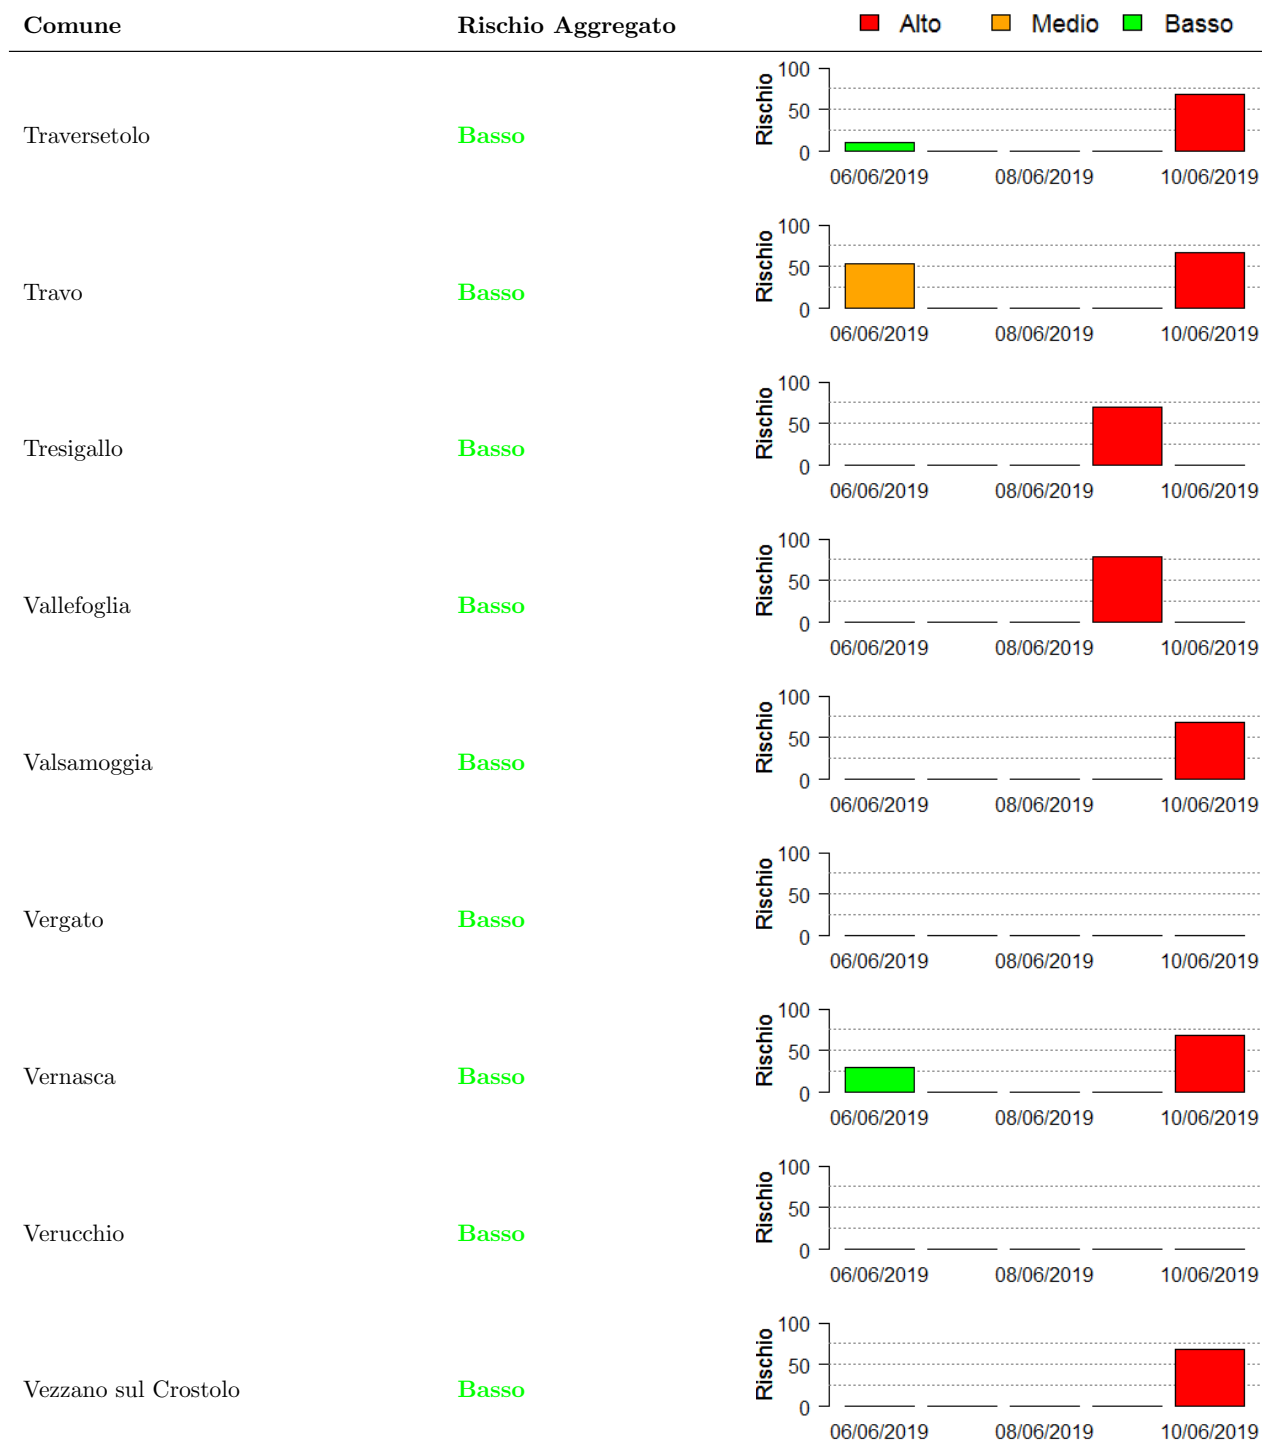 Comune Rischio Aggregato Alto Medio Basso
Traversetolo Basso Rischio 100 50 0
06/06/2019 08/06/2019 10/06/2019
Travo Basso Rischio 100 50 0
06/06/2019 08/06/2019 10/06/2019
Tresigallo Basso Rischio 100 50 0
06/06/2019 08/06/2019 10/06/2019
Vallefoglia Basso Rischio 100 50 0
06/06/2019 08/06/2019 10/06/2019
Valsamoggia Basso Rischio 100 50 0
06/06/2019 08/06/2019 10/06/2019
Vergato Basso Rischio 100 50 0
06/06/2019 08/06/2019 10/06/2019
Vernasca Basso Rischio 100 50 0
06/06/2019 08/06/2019 10/06/2019
Verucchio Basso Rischio 100 50 0
06/06/2019 08/06/2019 10/06/2019
Vezzano sul Crostolo Basso Rischio 100 50 0
06/06/2019 08/06/2019 10/06/2019